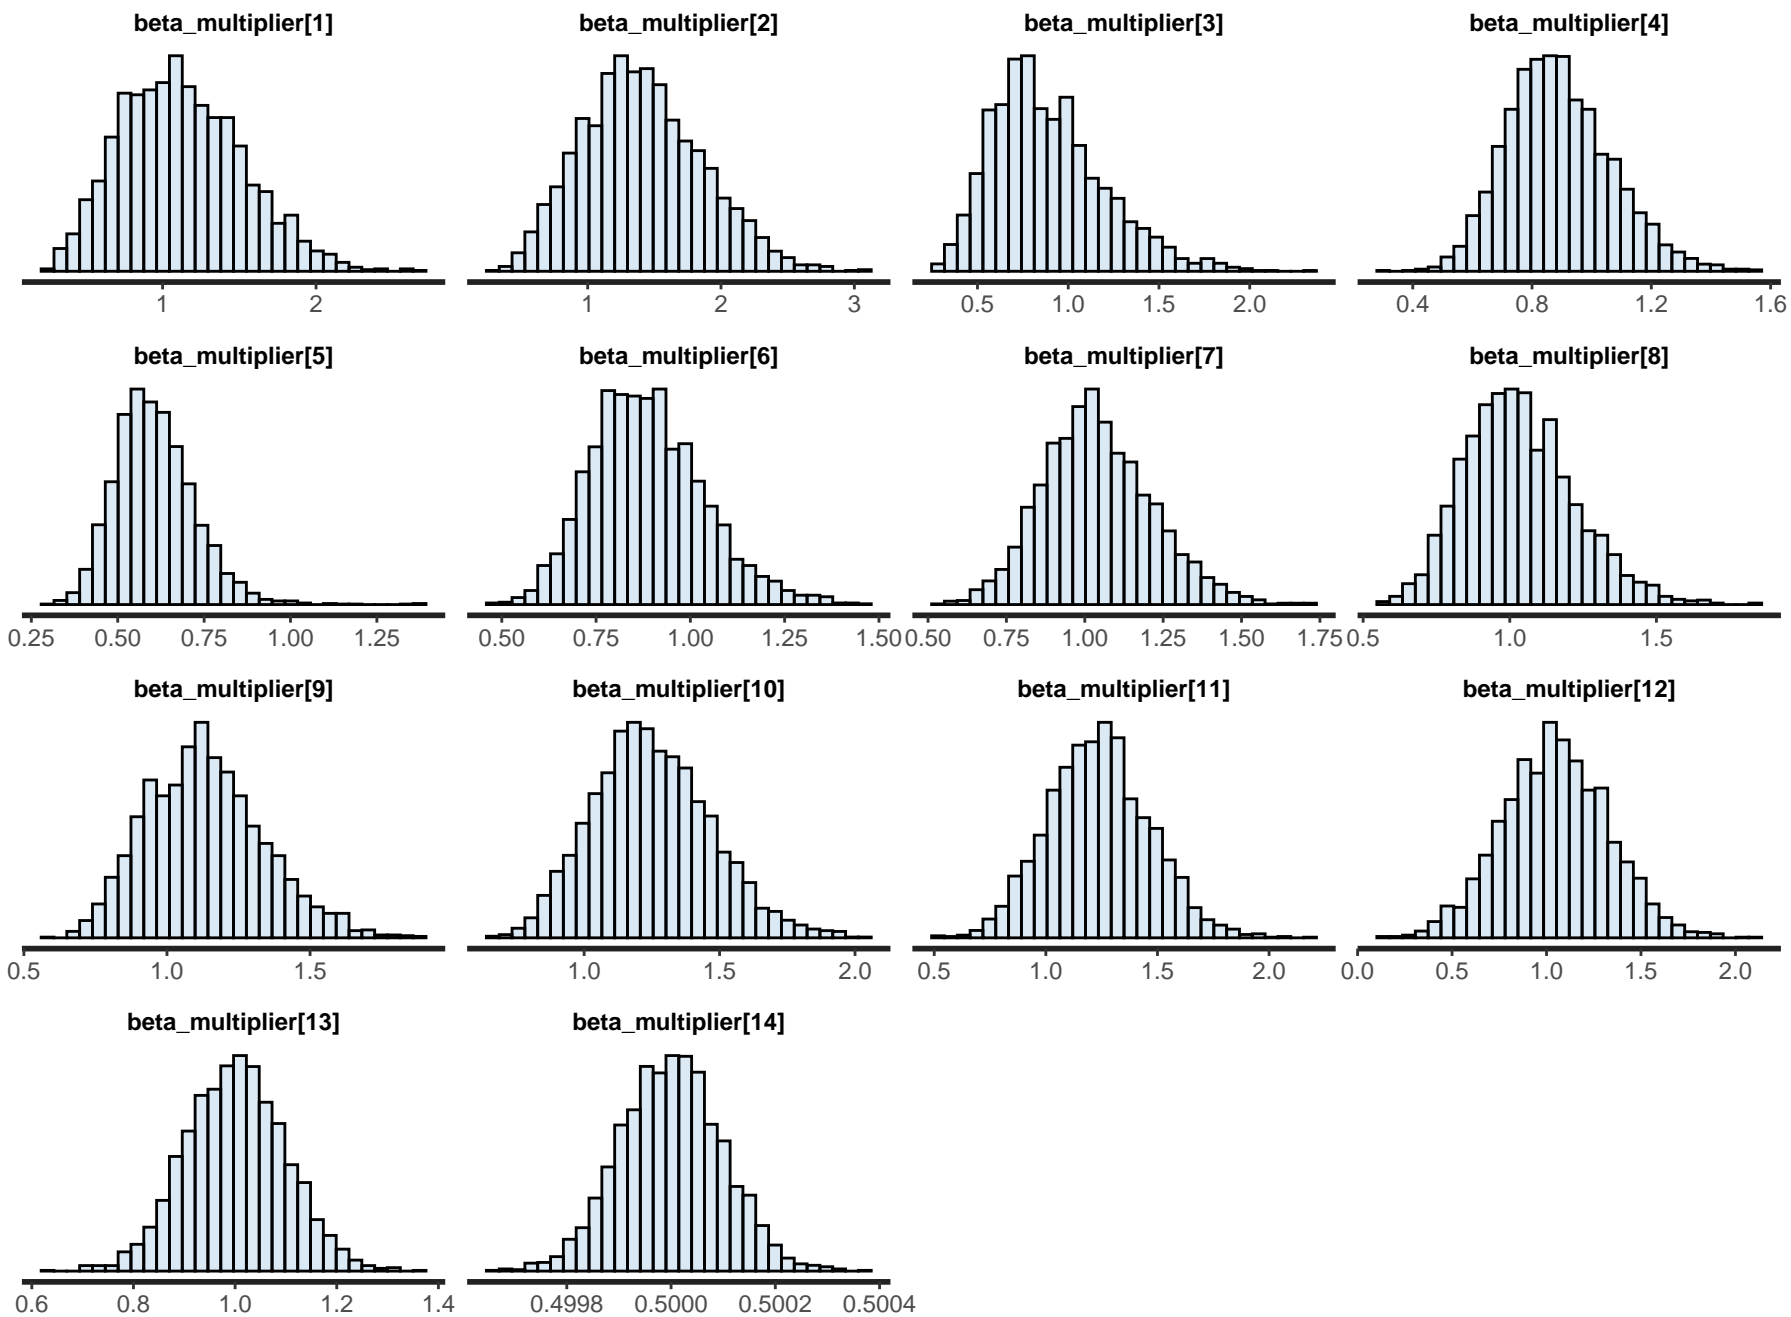 beta_multiplier[1] beta_multiplier[2] beta_multiplier[3] beta_multiplier[4]
1 2 1 2 3 0.5 1.0 1.5 2.0 0.4 0.8 1.2 1.6
beta_multiplier[5] beta_multiplier[6] beta_multiplier[7] beta_multiplier[8]
0.25 0.50 0.75 1.00 1.25 0.50 0.75 1.00 1.25 1.50 0.50 0.75 1.00 1.25 1.50 1.75 0.5 1.0 1.5
beta_multiplier[9] beta_multiplier[10] beta_multiplier[11] beta_multiplier[12]
0.5 1.0 1.5 1.0 1.5 2.0 0.5 1.0 1.5 2.0 0.0 0.5 1.0 1.5 2.0
beta_multiplier[13] beta_multiplier[14]
0.6 0.8 1.0 1.2 1.4 0.4998 0.5000 0.5002 0.5004